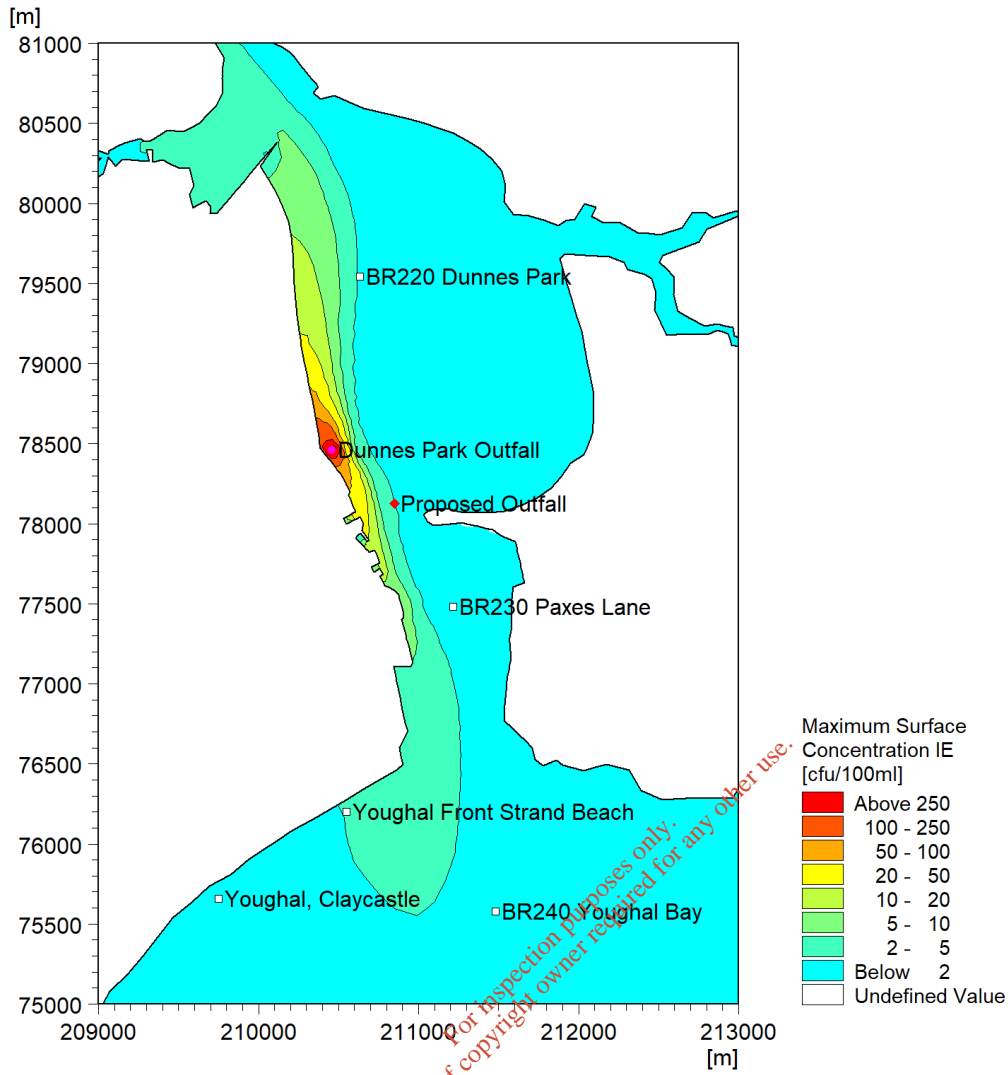 [m]
81000
80500
80000
79500
79000
78500
78000
77500
77000
76500
76000
75500
75000
209000
210000
211000
212000
213000
[m]
BR220 Dunnes Park
Dunnes Park Outfall
Proposed Outfall
BR230 Paxes Lane
Youghal Front Strand Beach
Youghal, Claycastle
BR240 Youghal Bay
For inspection purposes only.
of copyright owner required for any other use.
Maximum Surface
Concentration IE
[cfu/100ml]
Above 250
100 - 250
50 - 100
20 - 50
10 - 20
5 - 10
2 - 5
Below 2
Undefined Value